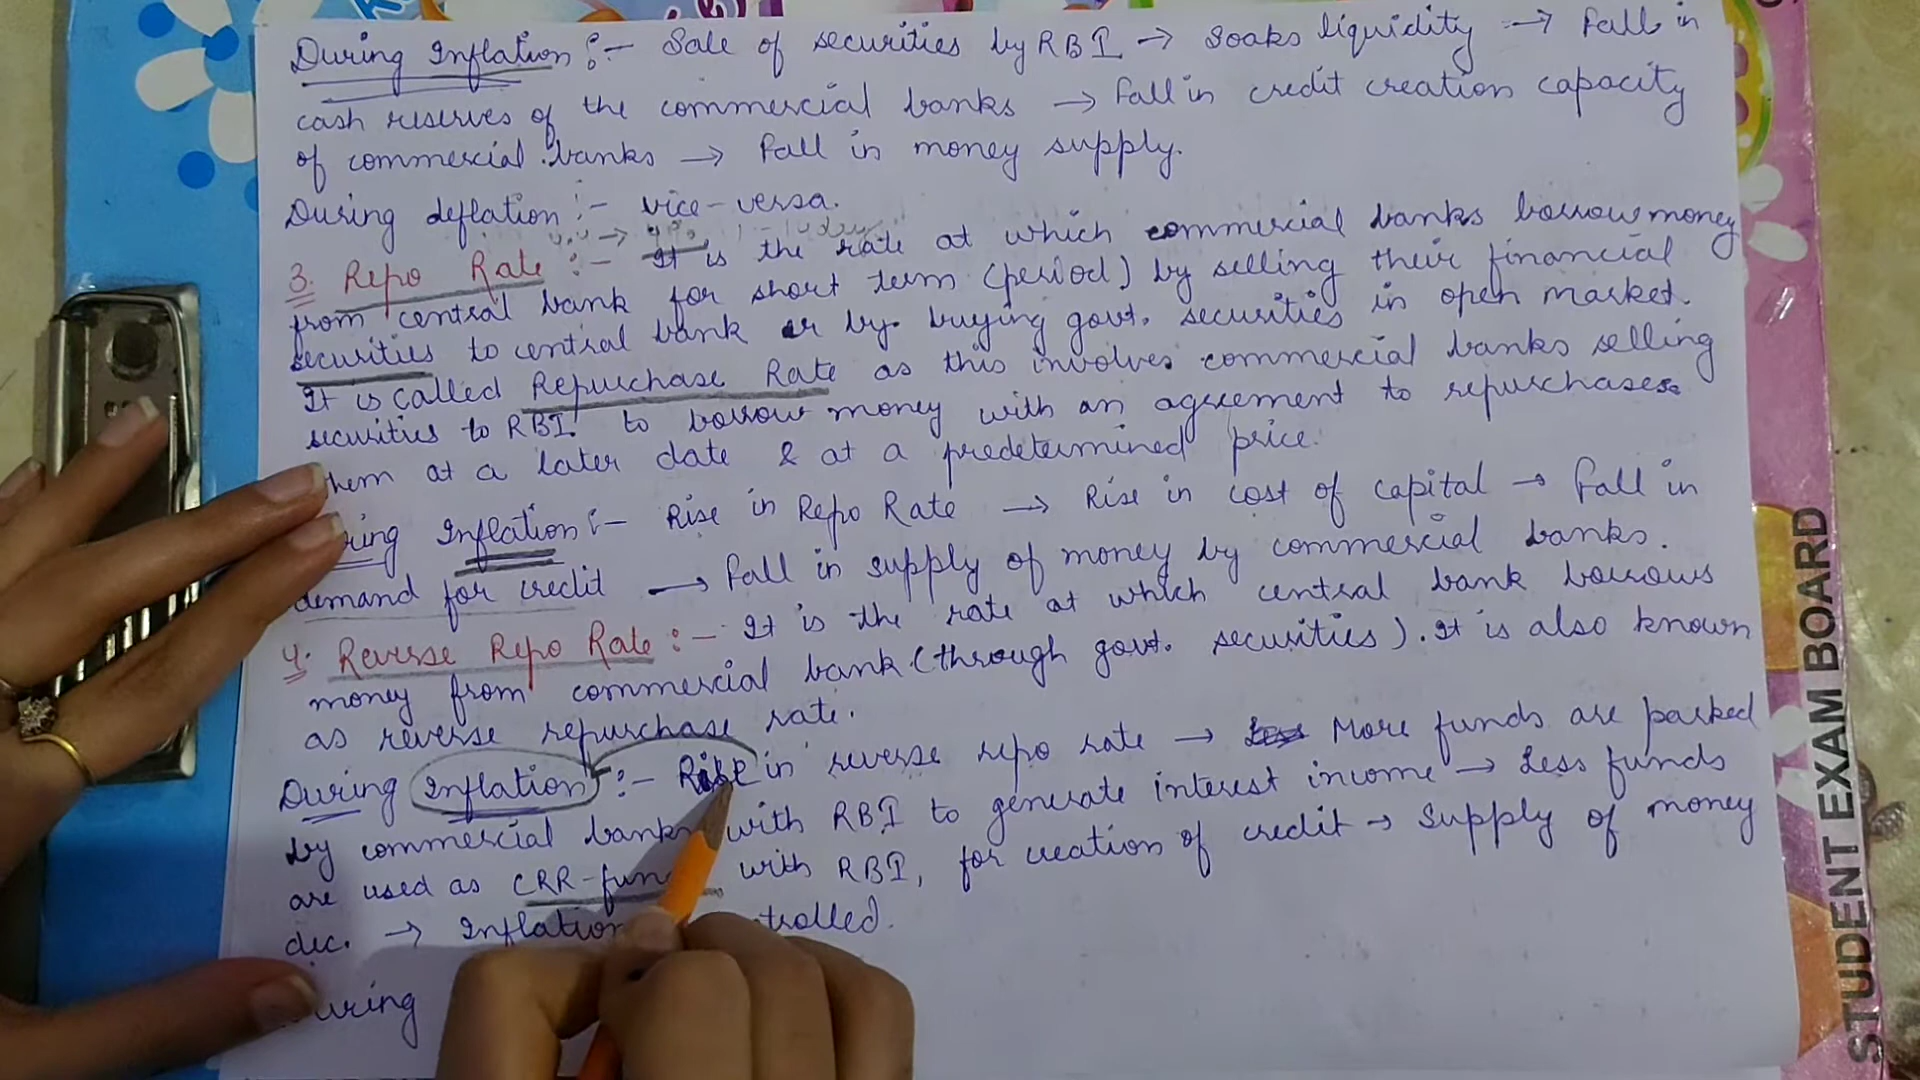 During Inflation :- Sale of securities by RBI → Soaks liquidity → Fall in
cash reserves of the commercial banks → Fall in credit creation capacity
of commercial banks → Fall in money supply.
During deflation :- vice-versa.
3. Repo Rate :- It is the rate at which commercial banks borrow money
from central bank for short term (period) by selling their financial
securities to central bank or by buying govt. securities in open market.
It is called Repurchase Rate as this involves commercial banks selling
securities to RBI to borrow money with an agreement to repurchase
them at a later date & at a predetermined price.
During Inflation :- Rise in Repo Rate → Rise in cost of capital → Fall in
demand for credit → Fall in supply of money by commercial banks.
4. Reverse Repo Rate :- It is the rate at which central bank borrows
money from commercial bank (through govt. securities). It is also known
as reverse repurchase rate.
During Inflation :- Rise in reverse repo rate → More funds are parked
by commercial banks with RBI to generate interest income → Less funds
are used as CRR-fund with RBI, for creation of credit → Supply of money
dec. → Inflation
During
STUDENT EXAM BOARD